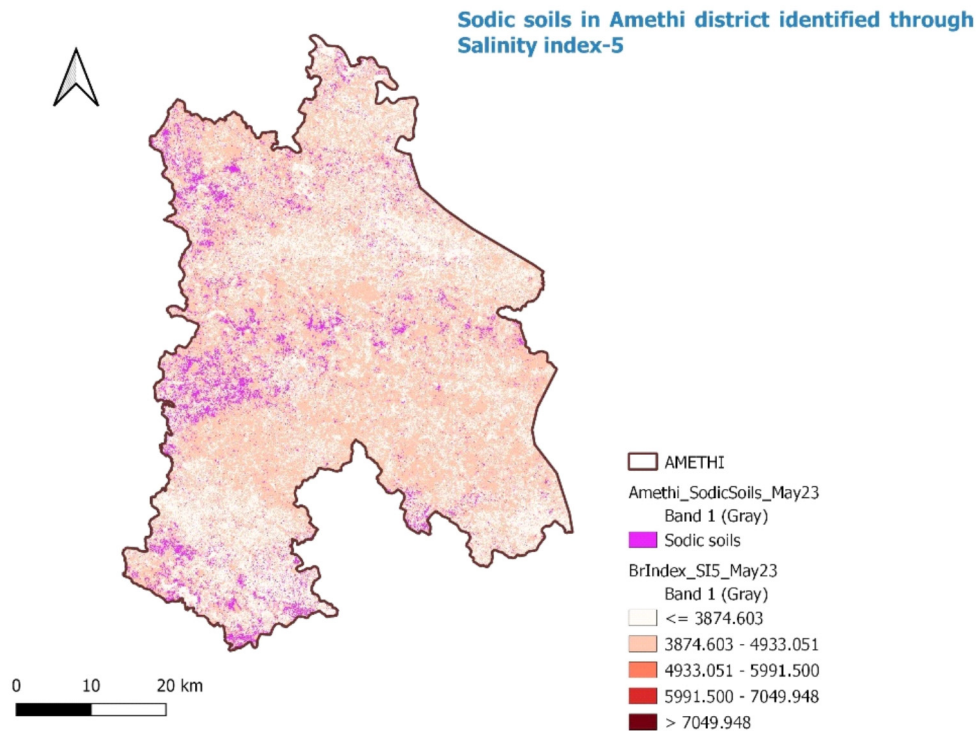 Sodic soils in Amethi district identified through
Salinity index-5
AMETHI
Amethi_SodicSoils_May23
Band 1 (Gray)
Sodic soils
BrIndex_SI5_May23
Band 1 (Gray)
<= 3874.603
3874.603 - 4933.051
4933.051 - 5991.500
5991.500 - 7049.948
> 7049.948
0 10 20 km